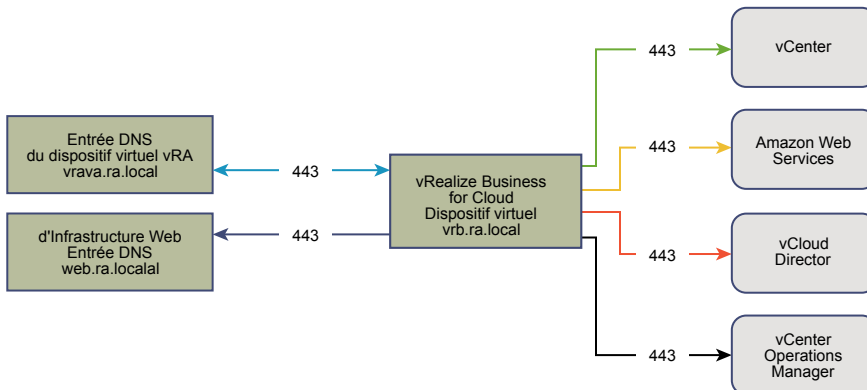 Entrée DNS
du dispositif virtuel vRA
vrava.ra.local
443
d'Infrastructure Web
Entrée DNS
web.ra.localal
443
vRealize Business
for Cloud
Dispositif virtuel
vrb.ra.local
443
vCenter
443
Amazon Web
Services
443
vCloud
Director
443
vCenter
Operations
Manager